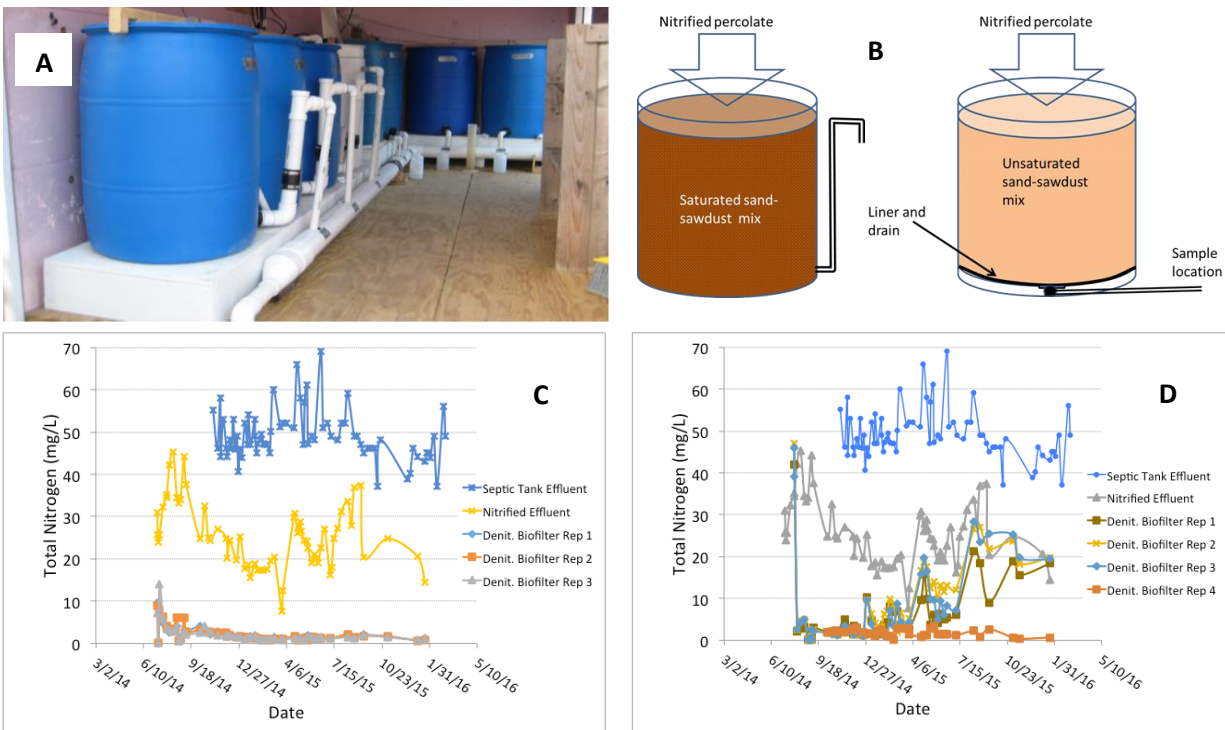 A
Nitrified percolate
Saturated sand-
sawdust mix
B
Nitrified percolate
Unsaturated
sand-sawdust
mix
Liner and
drain
Sample
location
C
Total Nitrogen (mg/L)
70
60
50
40
30
20
10
0
3/2/14
6/10/14
9/18/14
12/27/14
4/6/15
7/15/15
10/23/15
1/31/16
5/10/16
Date
Septic Tank Effluent
Nitrified Effluent
Denit. Biofilter Rep 1
Denit. Biofilter Rep 2
Denit. Biofilter Rep 3
D
Total Nitrogen (mg/L)
70
60
50
40
30
20
10
0
3/2/14
6/10/14
9/18/14
12/27/14
4/6/15
7/15/15
10/23/15
1/31/16
5/10/16
Date
Septic Tank Effluent
Nitrified Effluent
Denit. Biofilter Rep 1
Denit. Biofilter Rep 2
Denit. Biofilter Rep 3
Denit. Biofilter Rep 4